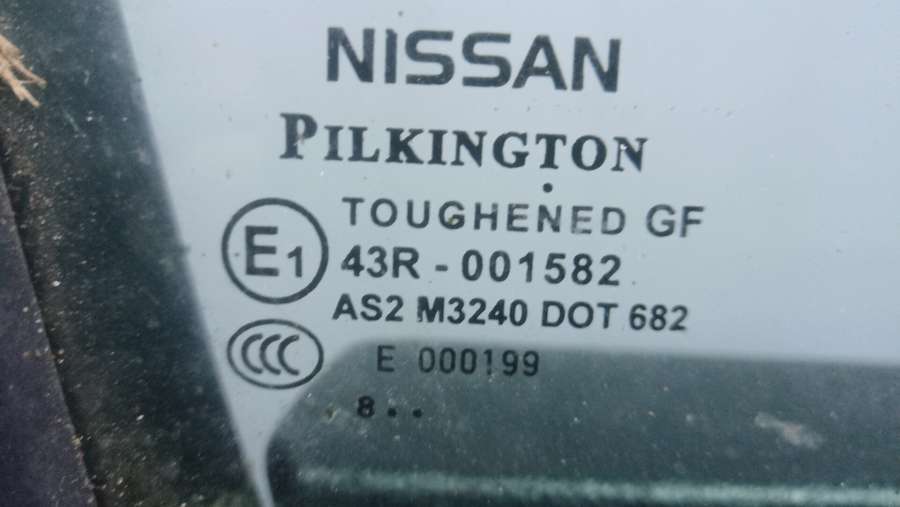 NISSAN
PILKINGTON
TOUGHENED GF
E1 43R - 001582
AS2 M3240 DOT 682
CCC E 000199
8 . .